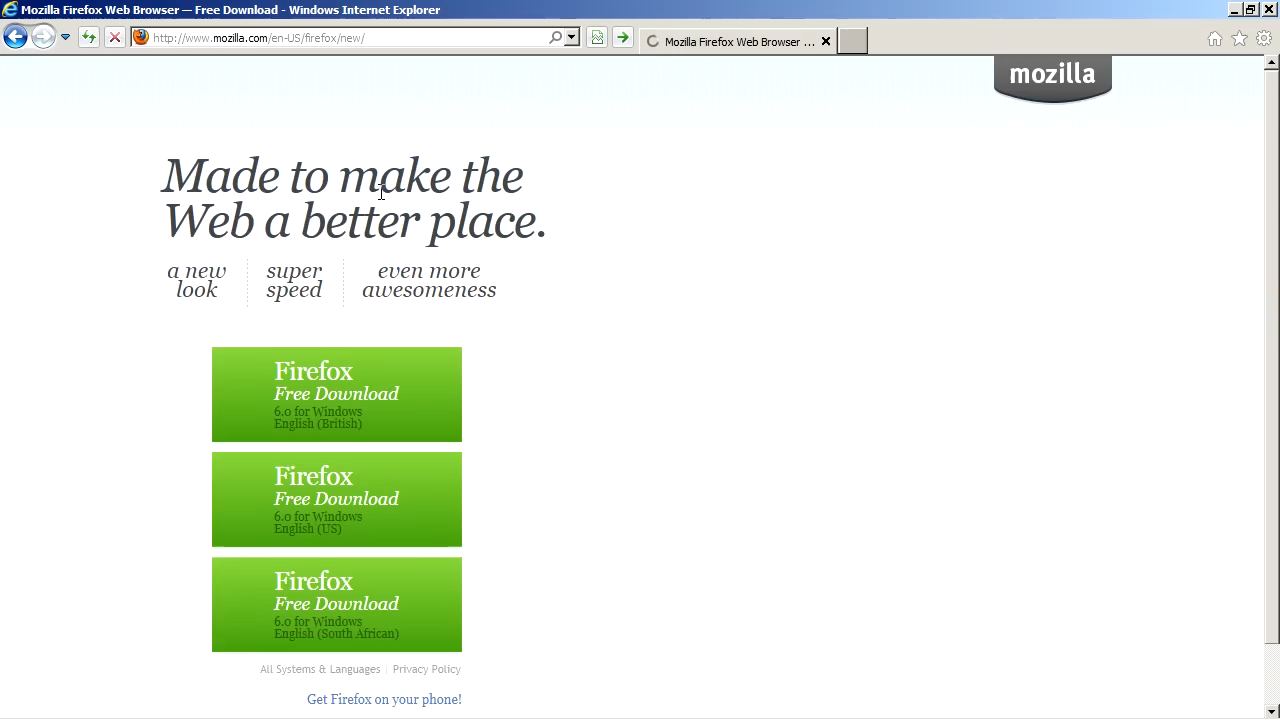 Mozilla Firefox Web Browser — Free Download - Windows Internet Explorer
http://www.mozilla.com/en-US/firefox/new/
Mozilla Firefox Web Browser ...
mozilla
Made to make the
Web a better place.
a new
look
super
speed
even more
awesomeness
Firefox
Free Download
6.0 for Windows
English (British)
Firefox
Free Download
6.0 for Windows
English (US)
Firefox
Free Download
6.0 for Windows
English (South African)
All Systems & Languages
Privacy Policy
Get Firefox on your phone!